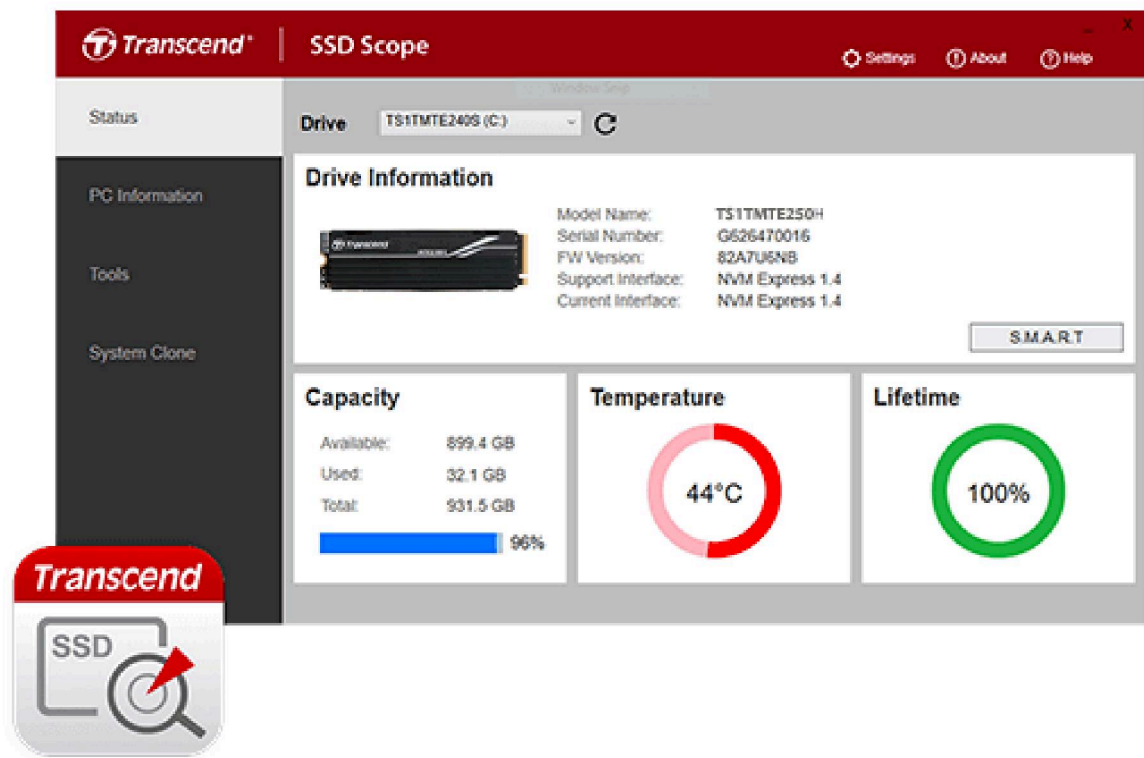 Transcend®
SSD Scope
_ X
Settings About Help
Window Snip
Status
PC Information
Tools
System Clone
Drive TS1TMTE240S (C:)
Drive Information
Transcend
Model Name: TS1TMTE250H
Serial Number: G626470016
FW Version: 82A7U6NB
Support Interface: NVM Express 1.4
Current Interface: NVM Express 1.4
S.M.A.R.T
Capacity
Available: 899.4 GB
Used: 32.1 GB
Total: 931.5 GB
96%
Temperature
44°C
Lifetime
100%
Transcend
SSD